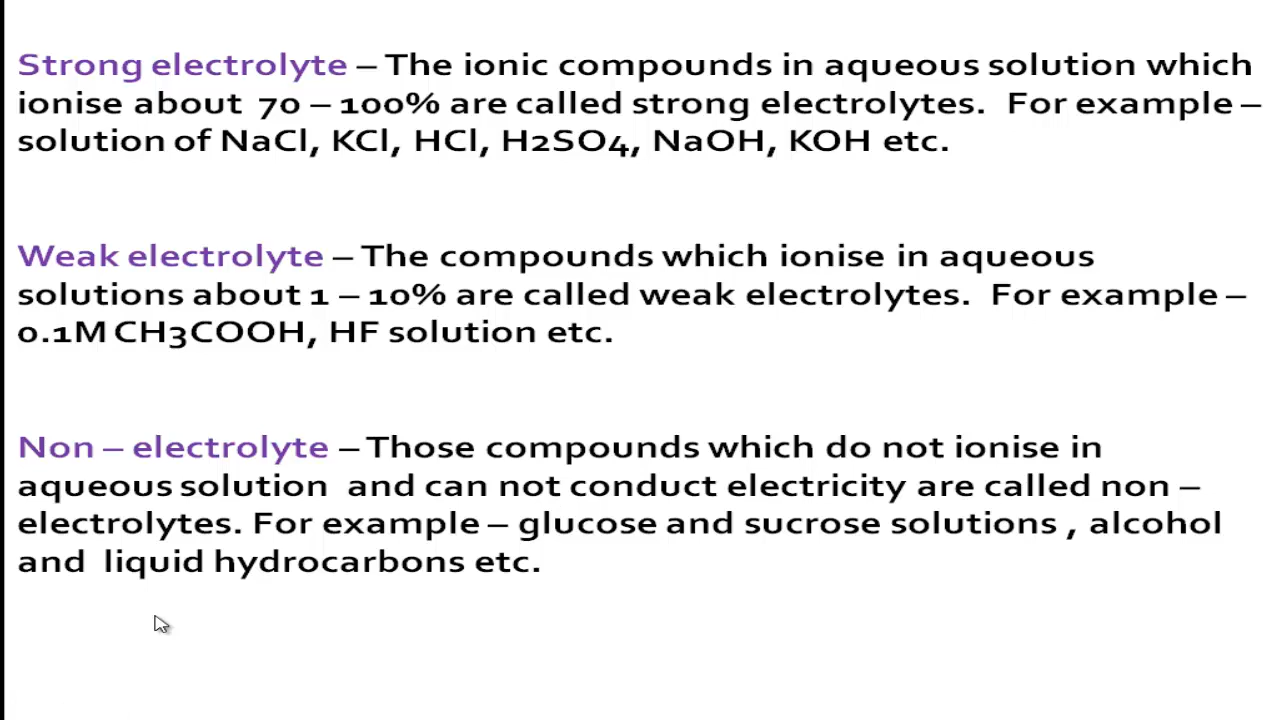 Strong electrolyte – The ionic compounds in aqueous solution which
ionise about 70 – 100% are called strong electrolytes. For example –
solution of NaCl, KCl, HCl, H2SO4, NaOH, KOH etc.
Weak electrolyte – The compounds which ionise in aqueous
solutions about 1 – 10% are called weak electrolytes. For example –
0.1M CH3COOH, HF solution etc.
Non – electrolyte – Those compounds which do not ionise in
aqueous solution and can not conduct electricity are called non –
electrolytes. For example – glucose and sucrose solutions , alcohol
and liquid hydrocarbons etc.